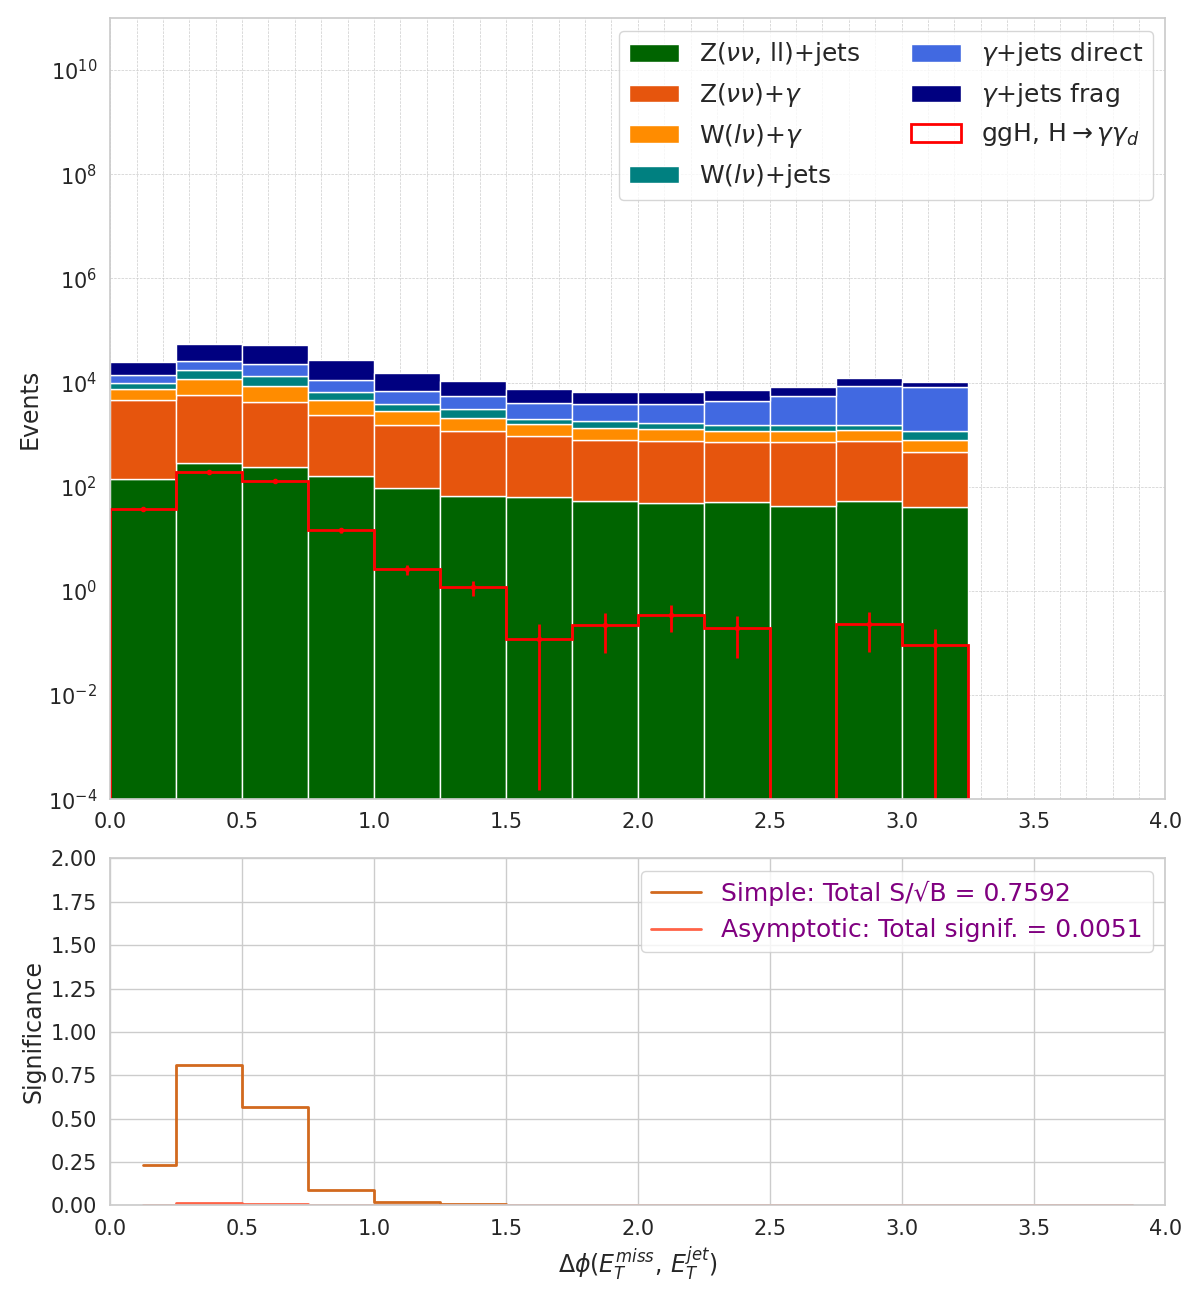 Z(νν, ll)+jets
Z(νν)+γ
W(lν)+γ
W(lν)+jets
γ+jets direct
γ+jets frag
ggH, H→γγ_d
Events
10^10
10^8
10^6
10^4
10^2
10^0
10^−2
10^−4
0.0 0.5 1.0 1.5 2.0 2.5 3.0 3.5 4.0
Simple: Total S/√B = 0.7592
Asymptotic: Total signif. = 0.0051
Significance
2.00
1.75
1.50
1.25
1.00
0.75
0.50
0.25
0.00
0.0 0.5 1.0 1.5 2.0 2.5 3.0 3.5 4.0
Δϕ(E_T^miss, E_T^jet)